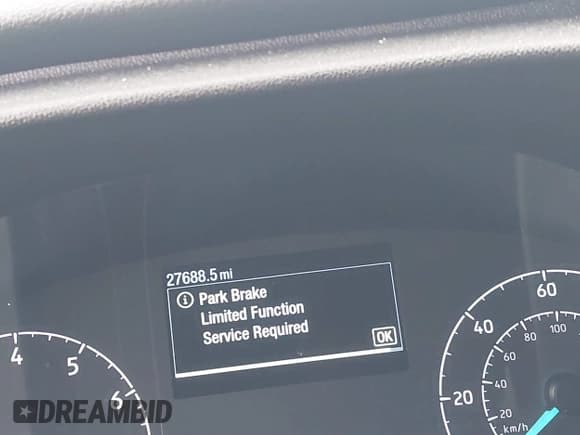 27688.5 mi
Park Brake
Limited Function
Service Required
OK
4
5
6
20
40
60
20
40
60
80
100
km/h
DREAMBID